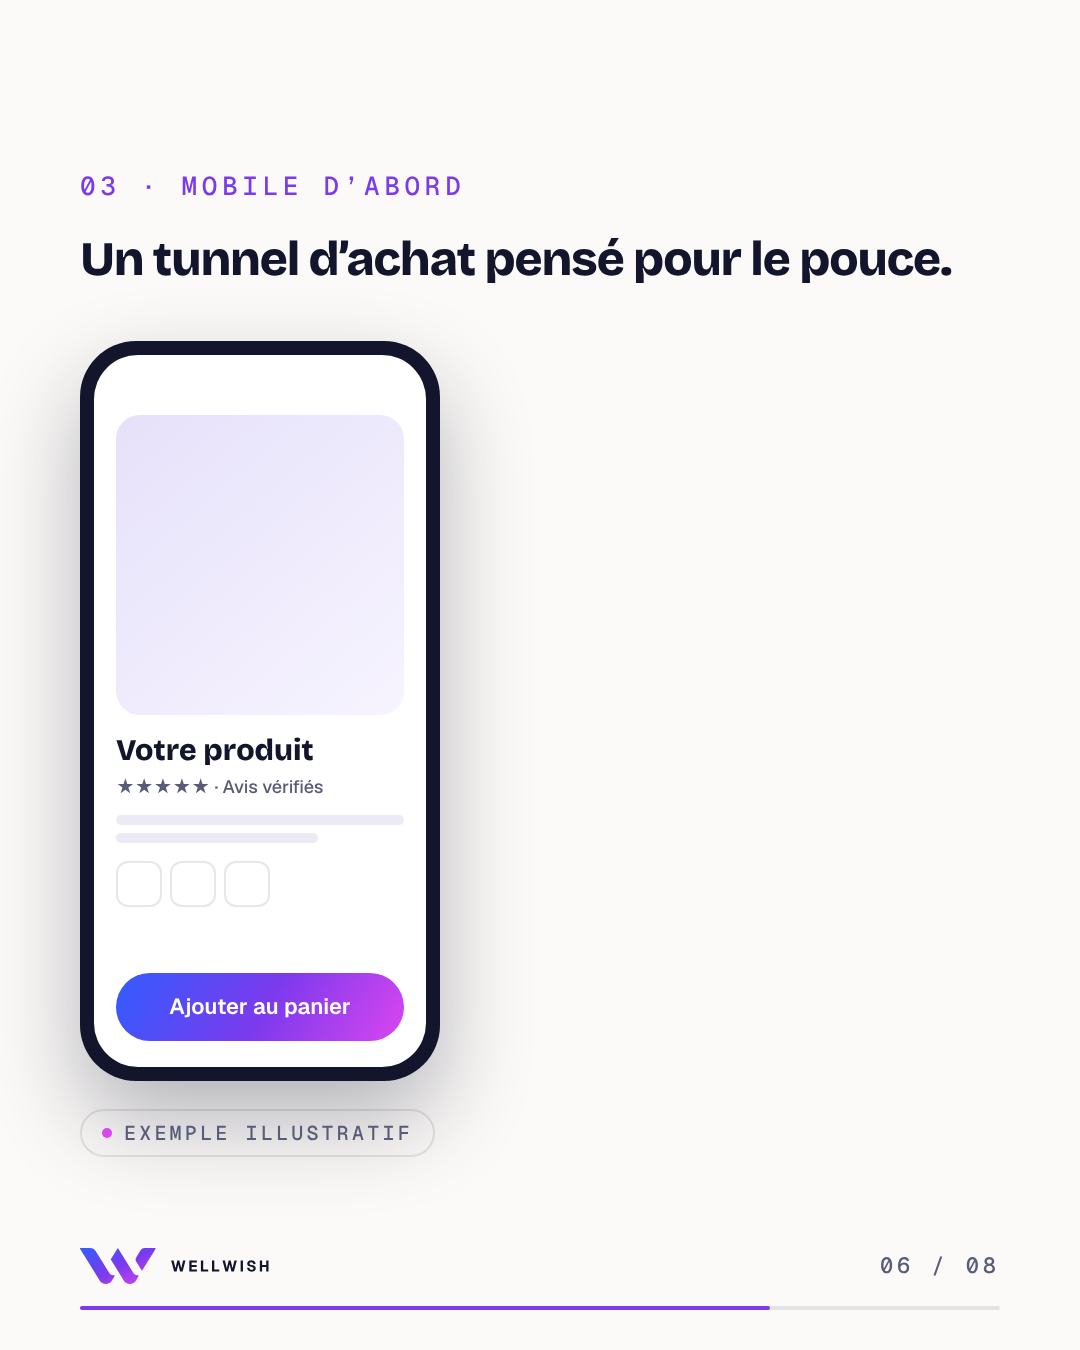 03 · MOBILE D’ABORD
Un tunnel d’achat pensé pour le pouce.
Votre produit
★★★★★ · Avis vérifiés
Ajouter au panier
EXEMPLE ILLUSTRATIF
WELLWISH
06 / 08